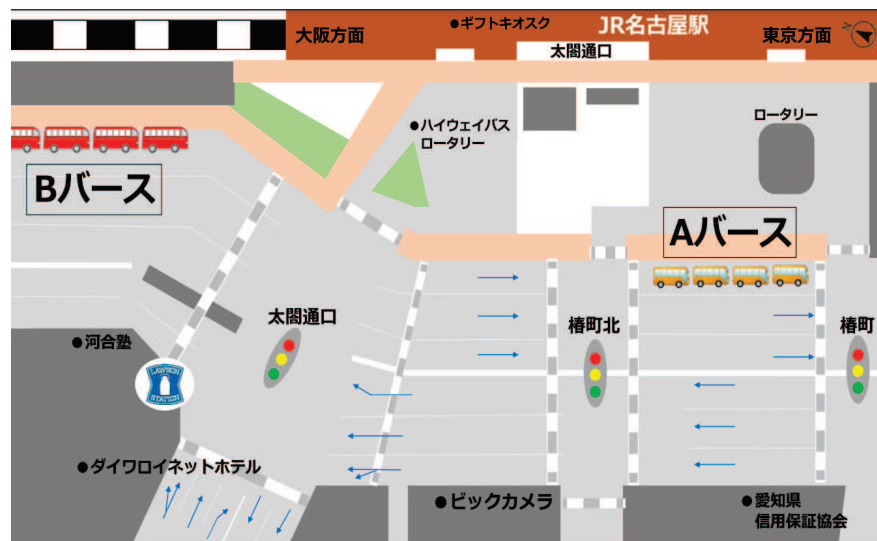 大阪方面
●ギフトキオスク
JR名古屋駅
太閤通口
東京方面
N
●ハイウェイバス
ロータリー
ロータリー
Bバース
Aバース
太閤通口
椿町北
椿町
●河合塾
LAWSON
STATION
●ダイワロイネットホテル
●ビックカメラ
●愛知県
信用保証協会